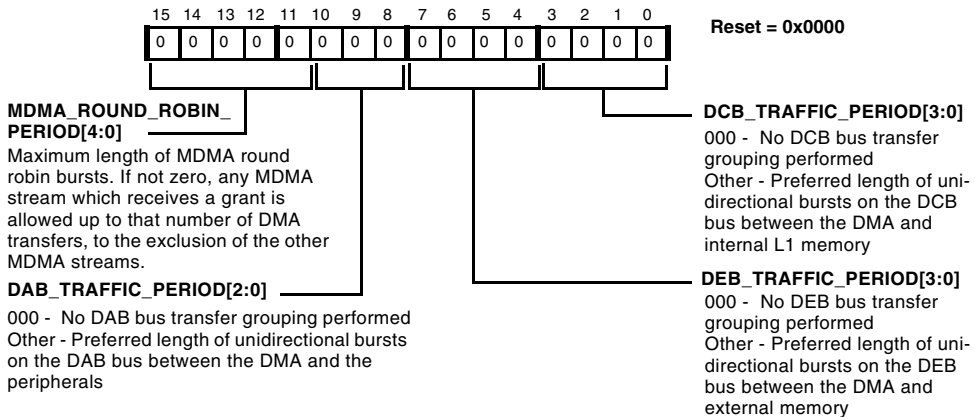 15 14 13 12 11 10 9 8 7 6 5 4 3 2 1 0
Reset = 0x0000
0 0 0 0 0 0 0 0 0 0 0 0 0 0 0 0
MDMA_ROUND_ROBIN_
PERIOD[4:0]
Maximum length of MDMA round
robin bursts. If not zero, any MDMA
stream which receives a grant is
allowed up to that number of DMA
transfers, to the exclusion of the other
MDMA streams.
DAB_TRAFFIC_PERIOD[2:0]
000 - No DAB bus transfer grouping performed
Other - Preferred length of unidirectional bursts
on the DAB bus between the DMA and the
peripherals
DCB_TRAFFIC_PERIOD[3:0]
000 - No DCB bus transfer
grouping performed
Other - Preferred length of uni-
directional bursts on the DCB
bus between the DMA and
internal L1 memory
DEB_TRAFFIC_PERIOD[3:0]
000 - No DEB bus transfer
grouping performed
Other - Preferred length of uni-
directional bursts on the DEB
bus between the DMA and
external memory